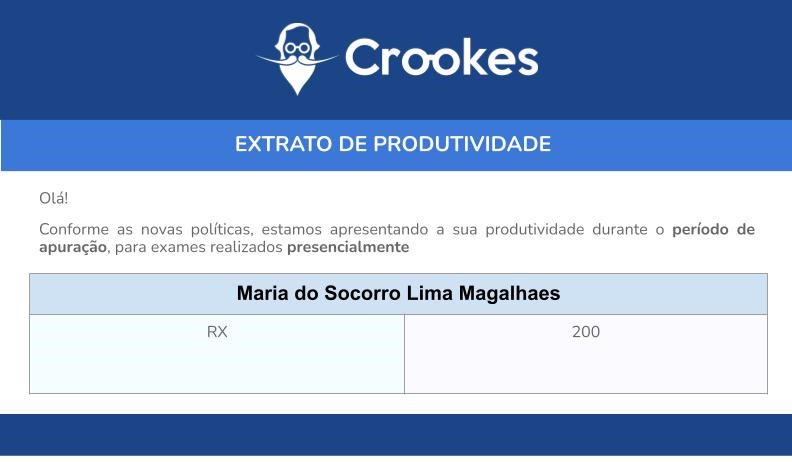 Crookes
EXTRATO DE PRODUTIVIDADE
Olá!
Conforme as novas políticas, estamos apresentando a sua produtividade durante o período de
apuração, para exames realizados presencialmente
Maria do Socorro Lima Magalhaes
RX 200